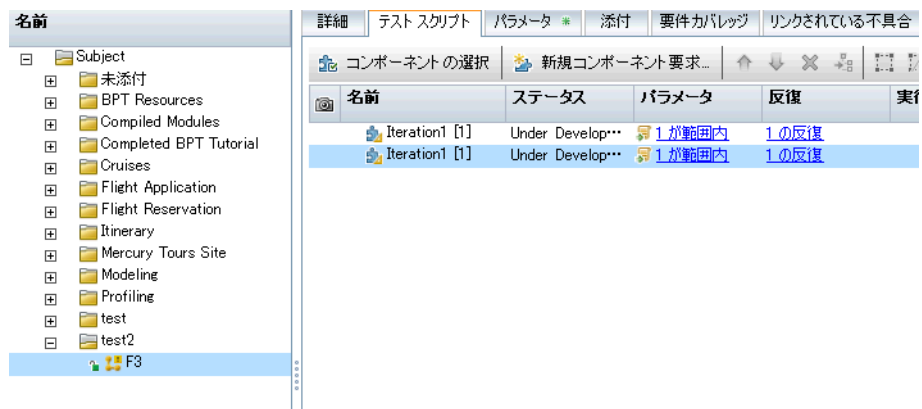 名前
Subject
未添付
BPT Resources
Compiled Modules
Completed BPT Tutorial
Cruises
Flight Application
Flight Reservation
Itinerary
Mercury Tours Site
Modeling
Profiling
test
test2
F3
詳細 テスト スクリプト パラメータ * 添付 要件カバレッジ リンクされている不具合
コンポーネントの選択 新規コンポーネント要求...
名前 ステータス パラメータ 反復 実行
Iteration1 [1] Under Develop… 1 が範囲内 1 の反復
Iteration1 [1] Under Develop… 1 が範囲内 1 の反復